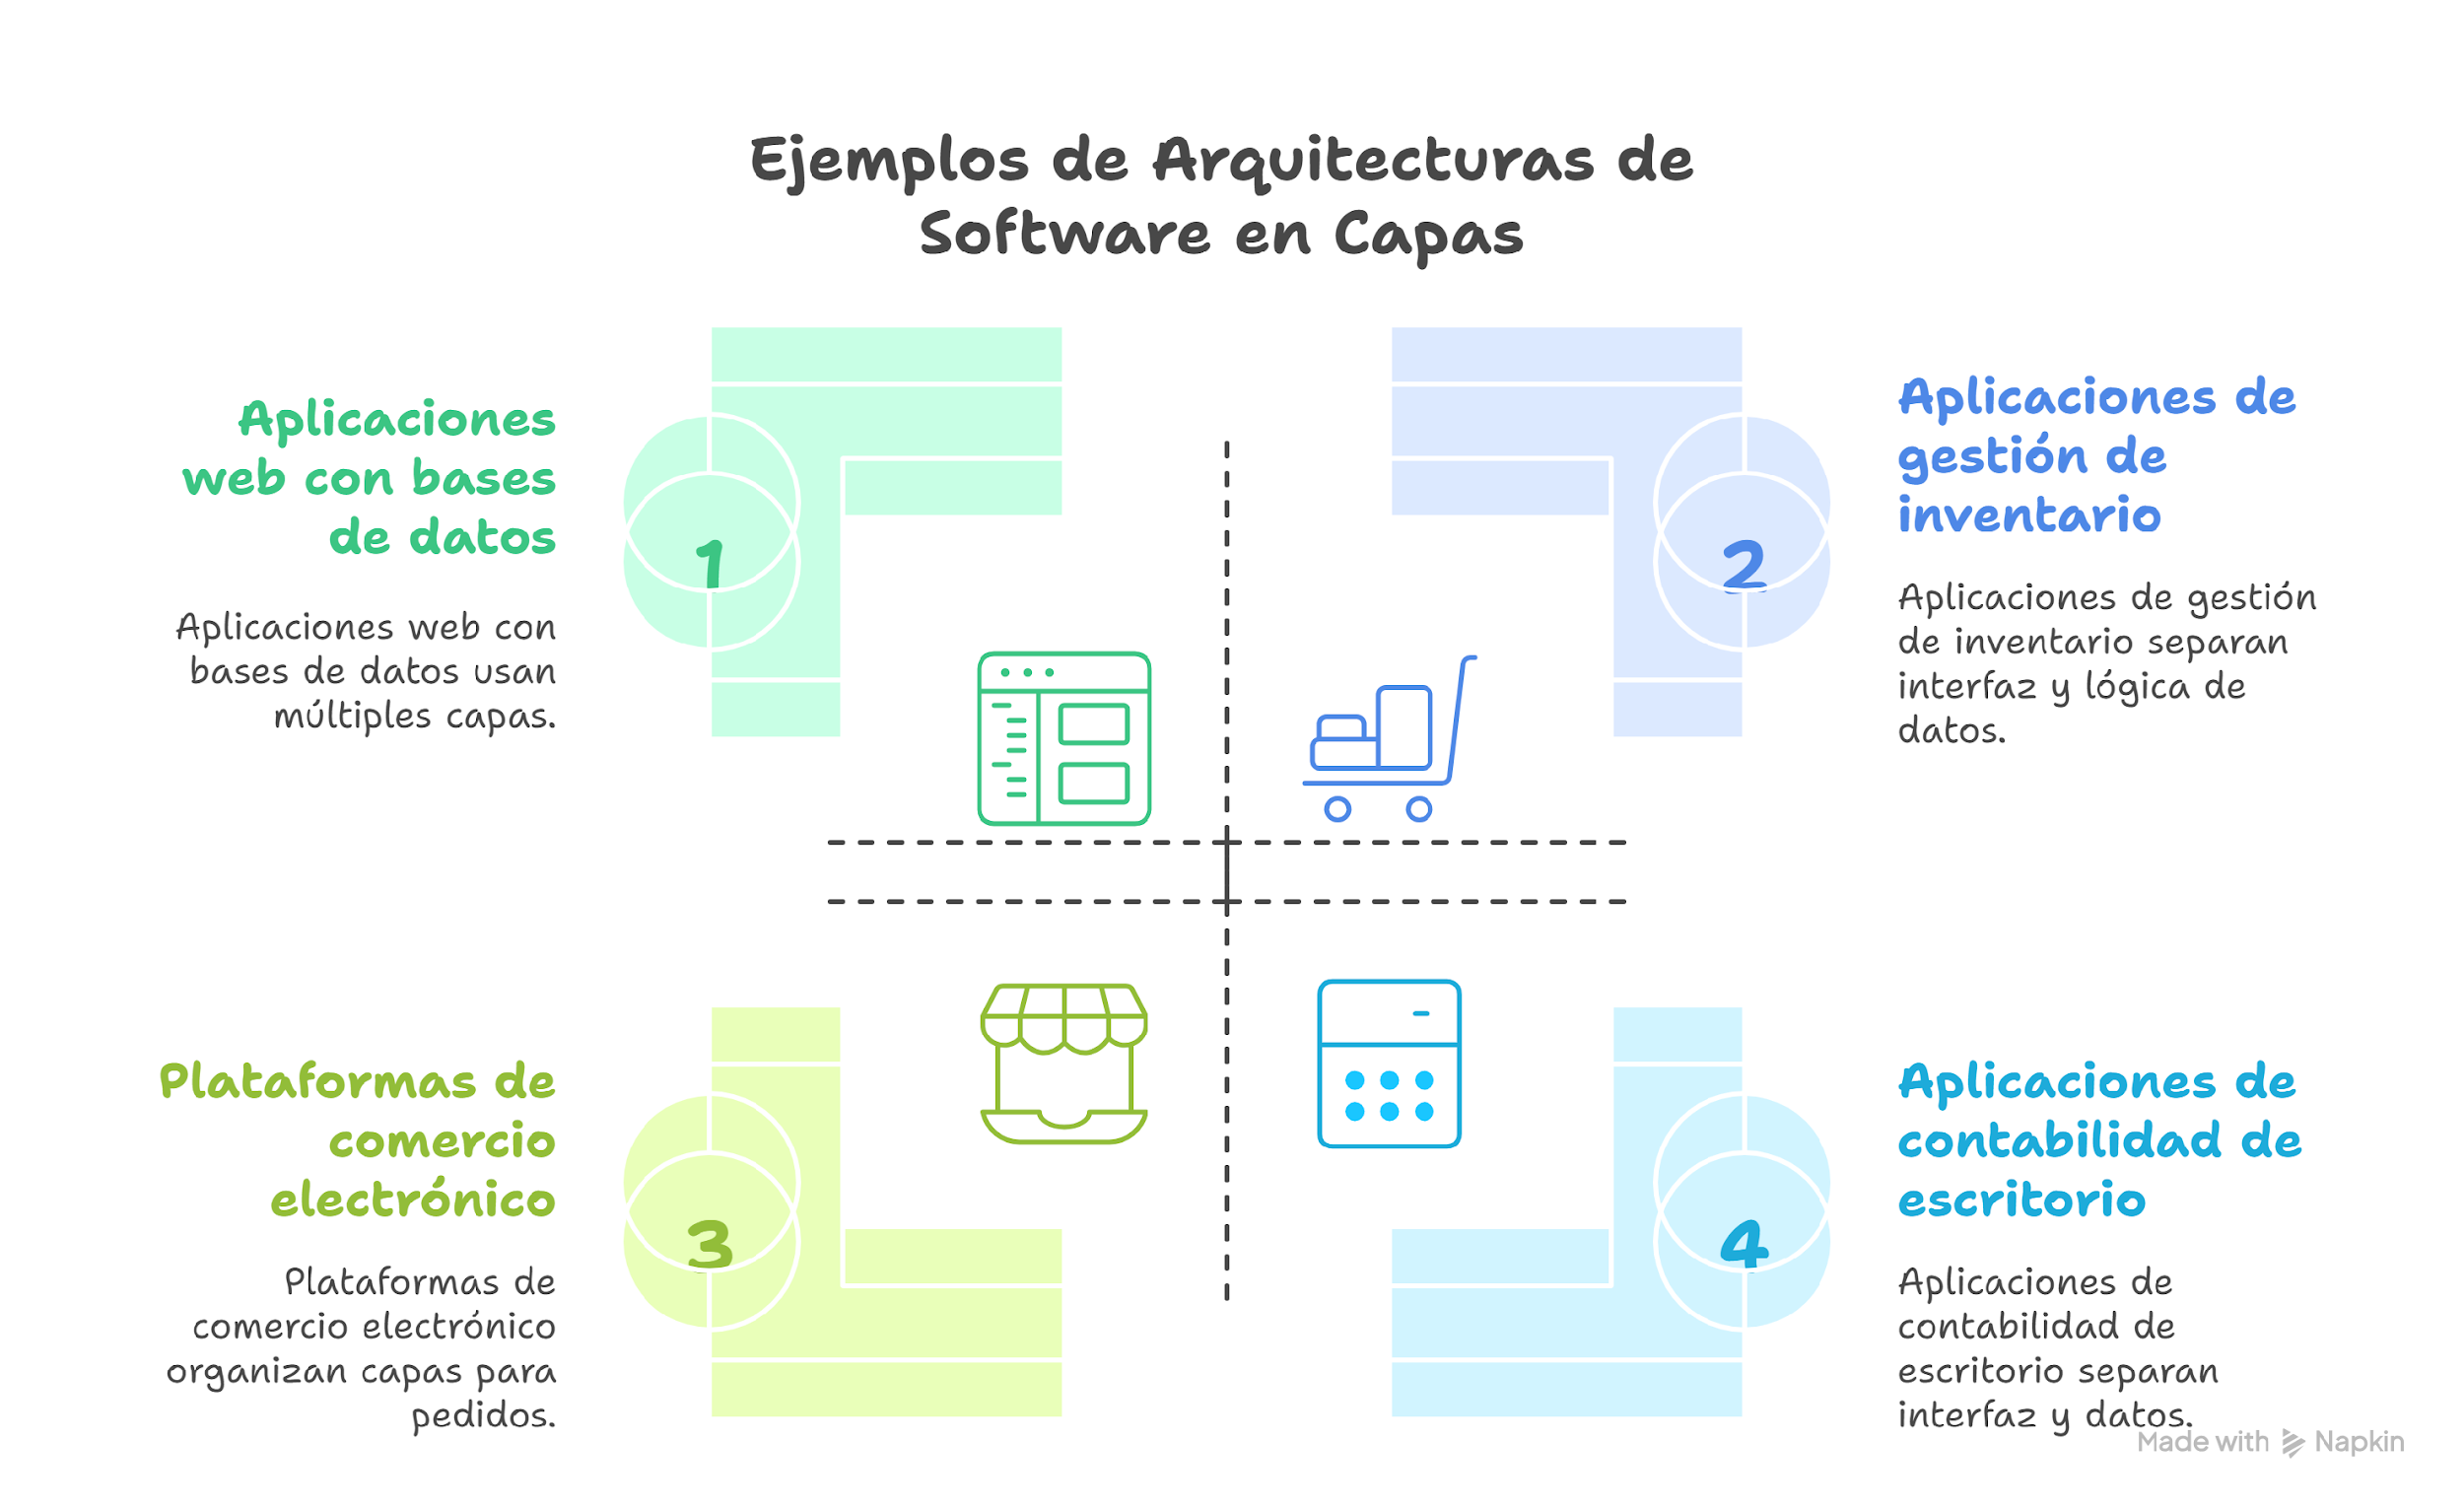 Ejemplos de Arquitecturas de
Software en Capas
Aplicaciones
web con bases
de datos
Aplicaciones web con
bases de datos usan
múltiples capas.
1
2
Aplicaciones de
gestión de
inventario
Aplicaciones de gestión
de inventario separan
interfaz y lógica de
datos.
Plataformas de
comercio
electrónico
Plataformas de
comercio electrónico
organizan capas para
pedidos.
3
4
Aplicaciones de
contabilidad de
escritorio
Aplicaciones de
contabilidad de
escritorio separan
interfaz y datos.
Made with Napkin